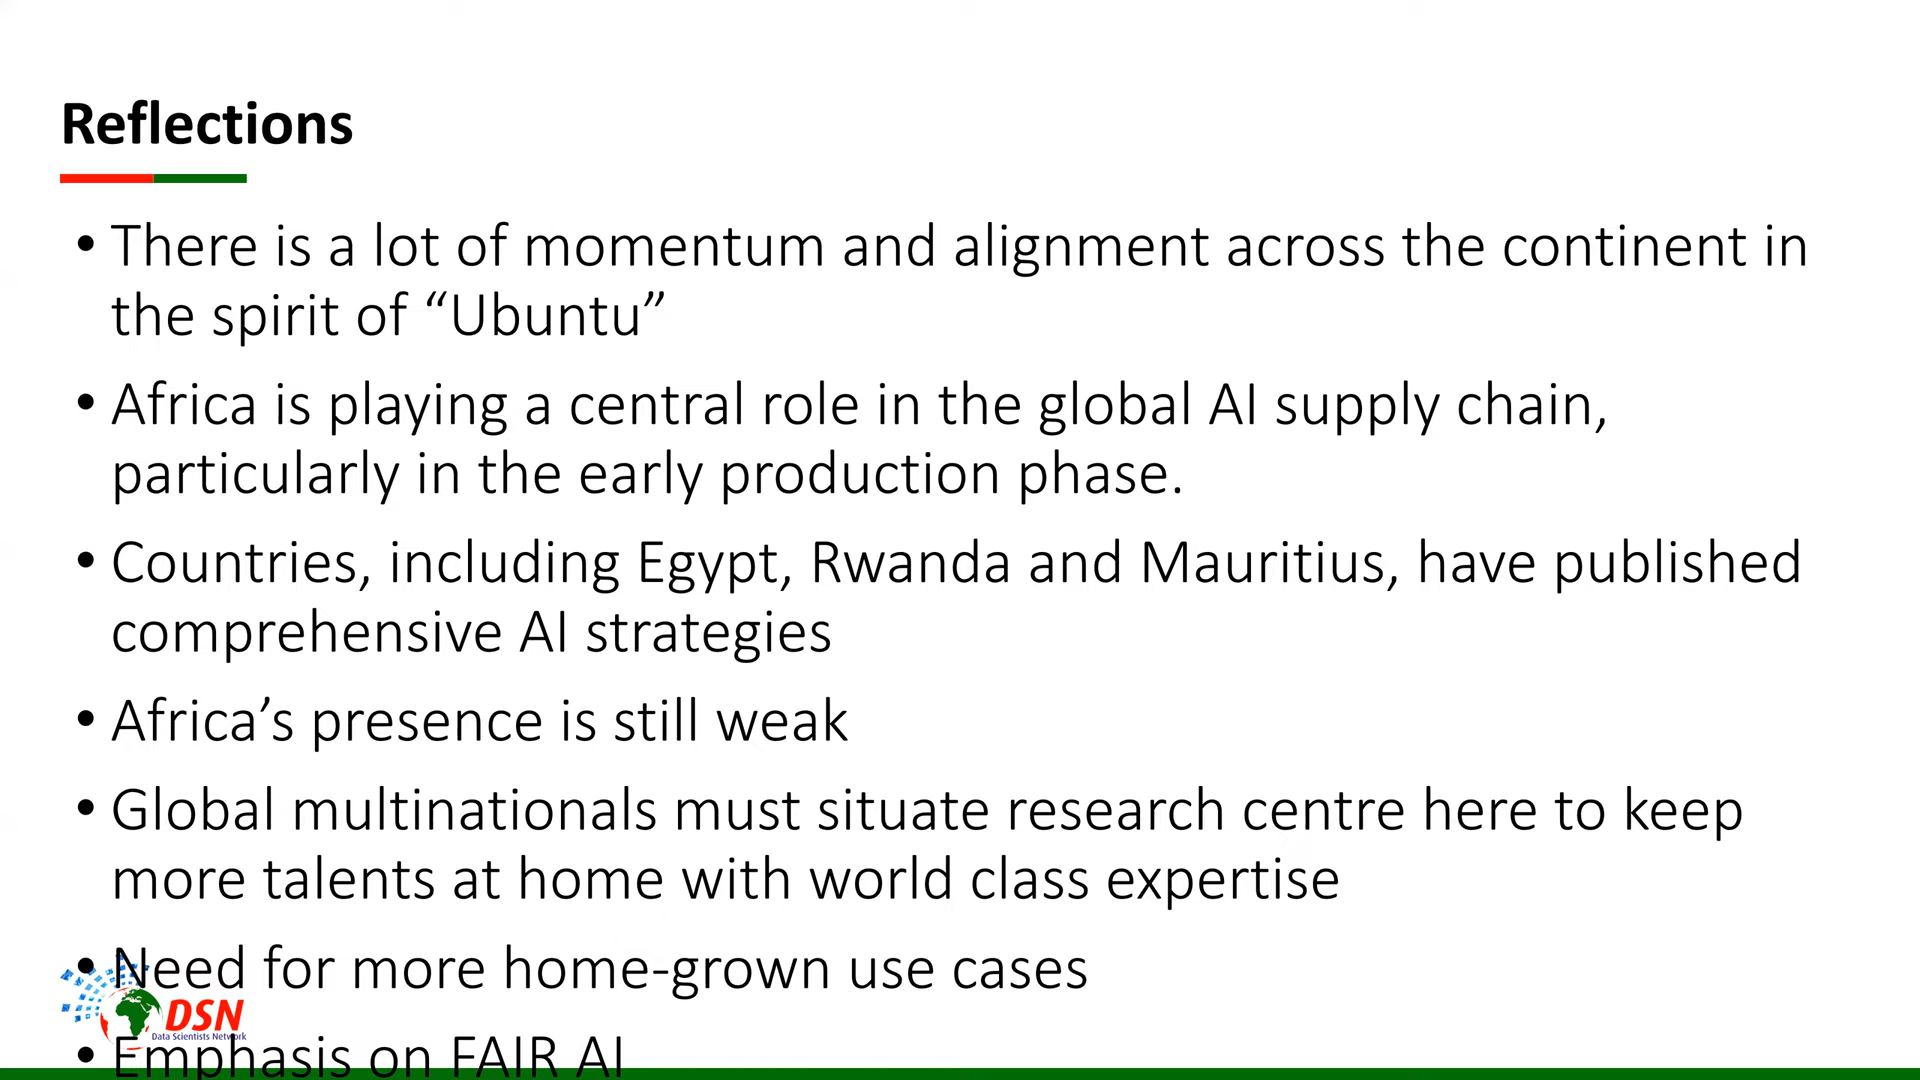 Reflections
• There is a lot of momentum and alignment across the continent in
the spirit of “Ubuntu”
• Africa is playing a central role in the global AI supply chain,
particularly in the early production phase.
• Countries, including Egypt, Rwanda and Mauritius, have published
comprehensive AI strategies
• Africa’s presence is still weak
• Global multinationals must situate research centre here to keep
more talents at home with world class expertise
• Need for more home-grown use cases
DSN
Data Scientists Network
• Emphasis on FAIR AI